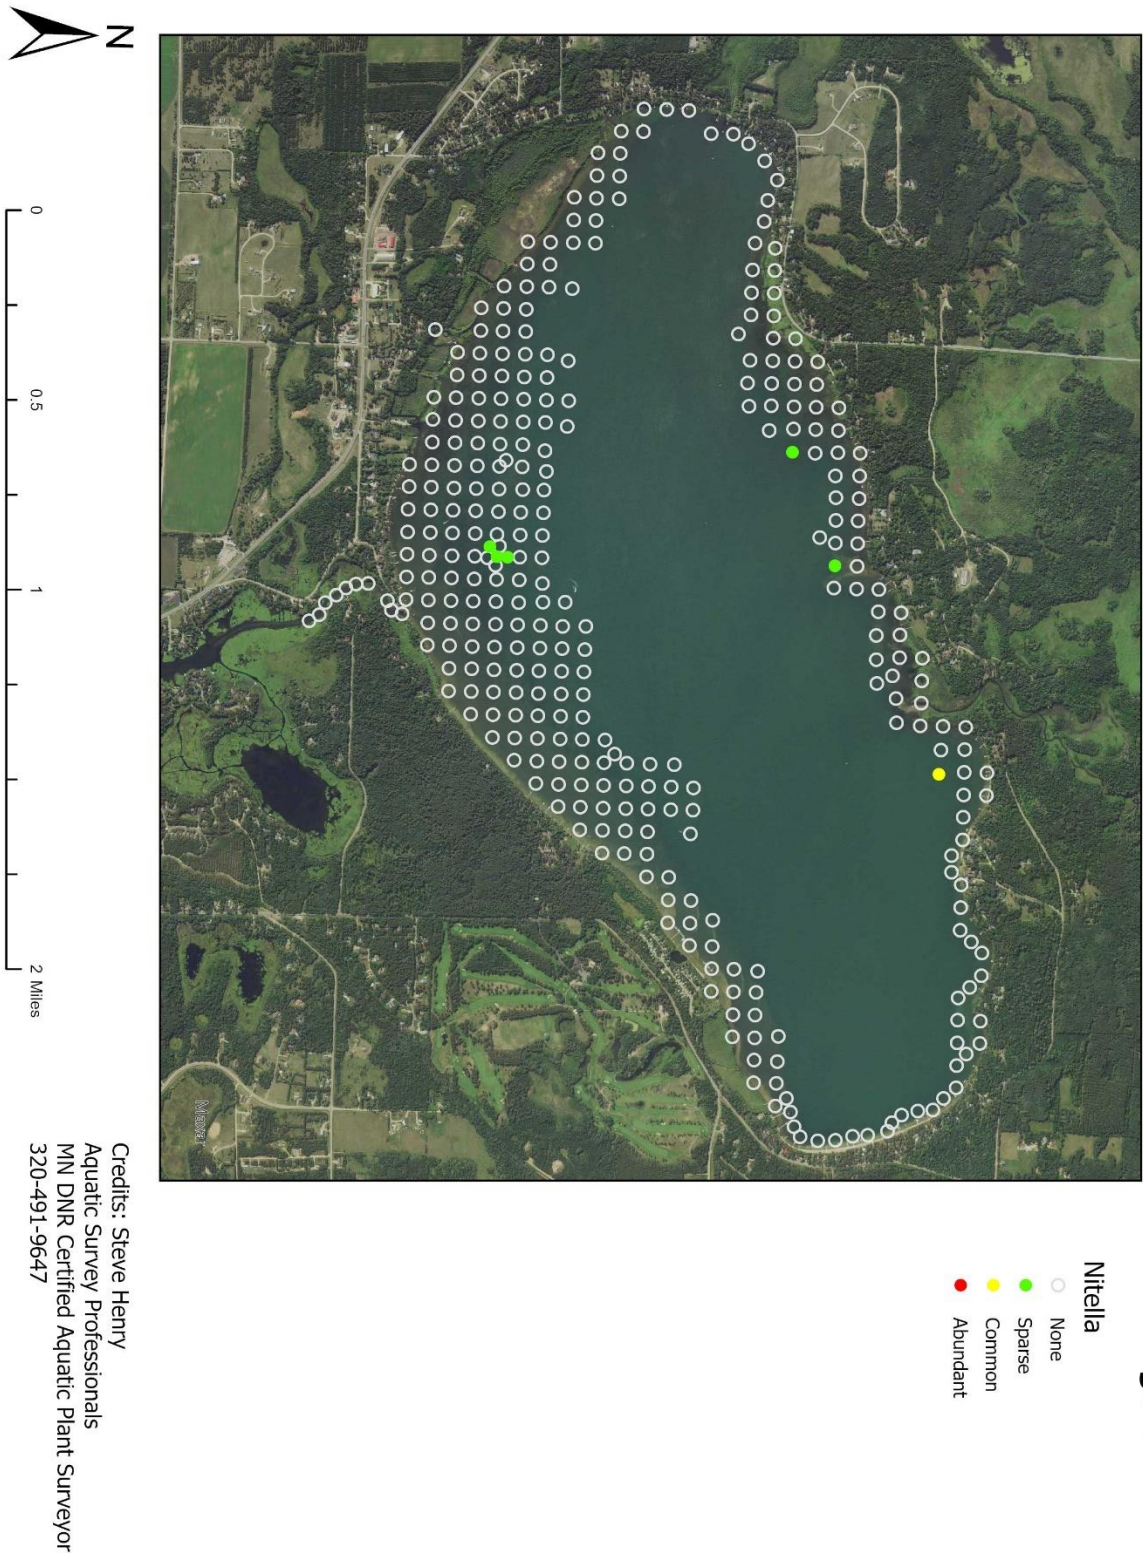 Nitella
None
Sparse
Common
Abundant
N
0
0.5
1
2 Miles
Credits: Steve Henry
Aquatic Survey Professionals
MN DNR Certified Aquatic Plant Surveyor
320-491-9647